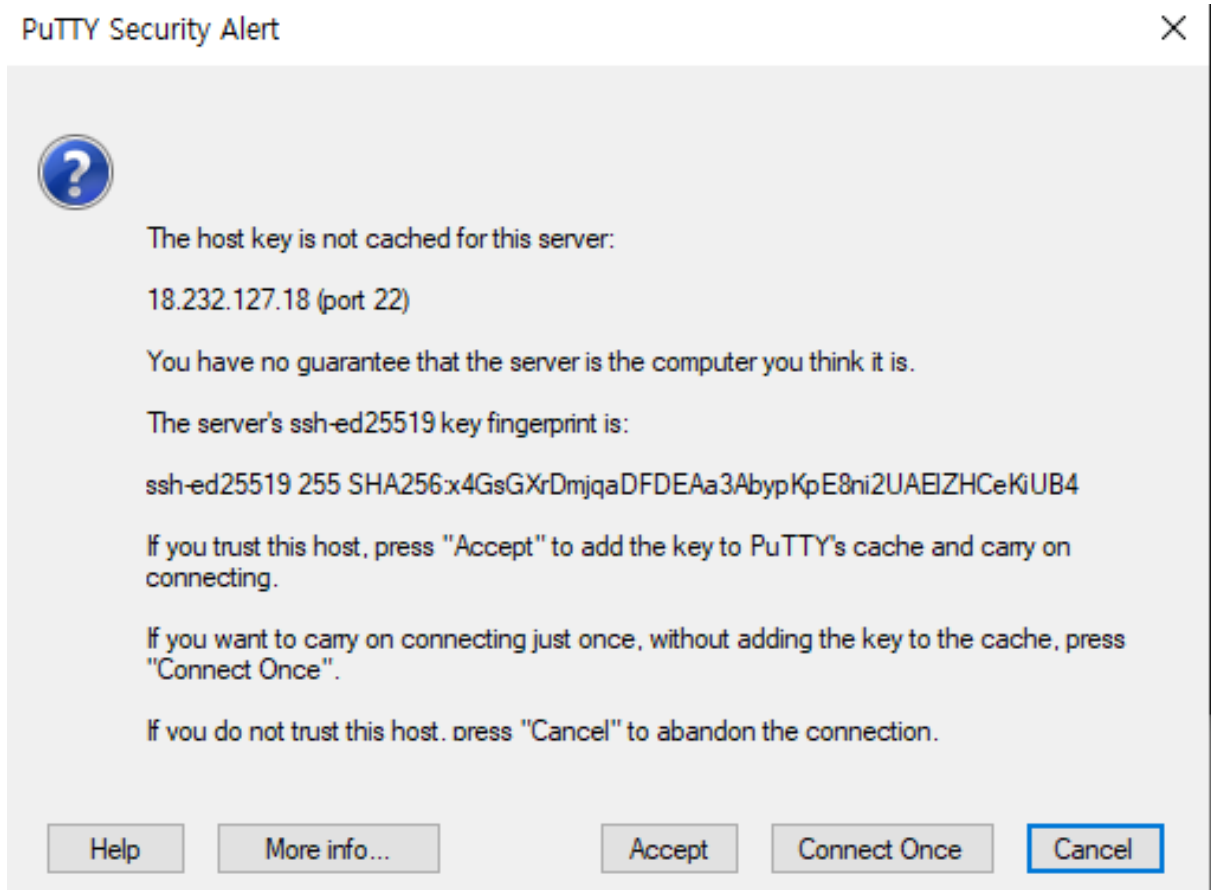 PuTTY Security Alert
The host key is not cached for this server:
18.232.127.18 (port 22)
You have no guarantee that the server is the computer you think it is.
The server's ssh-ed25519 key fingerprint is:
ssh-ed25519 255 SHA256:x4GsGXrDmjqaDFDEAa3AbypKpE8ni2UAElZHCeKiUB4
If you trust this host, press "Accept" to add the key to PuTTY's cache and carry on
connecting.
If you want to carry on connecting just once, without adding the key to the cache, press
"Connect Once".
If you do not trust this host, press "Cancel" to abandon the connection.
Help
More info...
Accept
Connect Once
Cancel